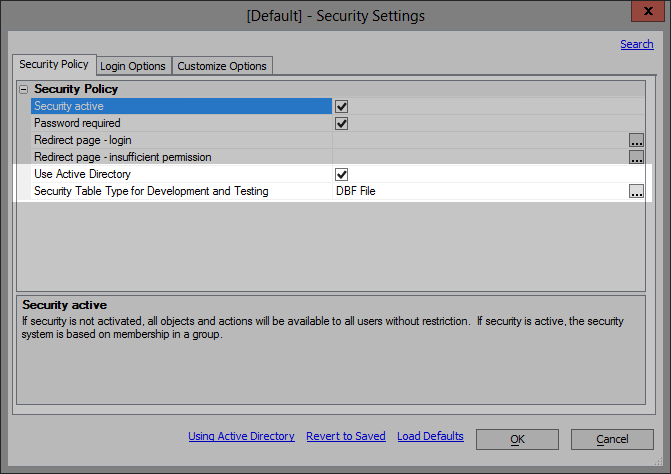 [Default] - Security Settings
x
Search
Security Policy
Login Options
Customize Options
Security Policy
Security active
Password required
Redirect page - login ...
Redirect page - insufficient permission ...
Use Active Directory
Security Table Type for Development and Testing DBF File ...
Security active
If security is not activated, all objects and actions will be available to all users without restriction. If security is active, the security
system is based on membership in a group.
Using Active Directory
Revert to Saved
Load Defaults
OK
Cancel